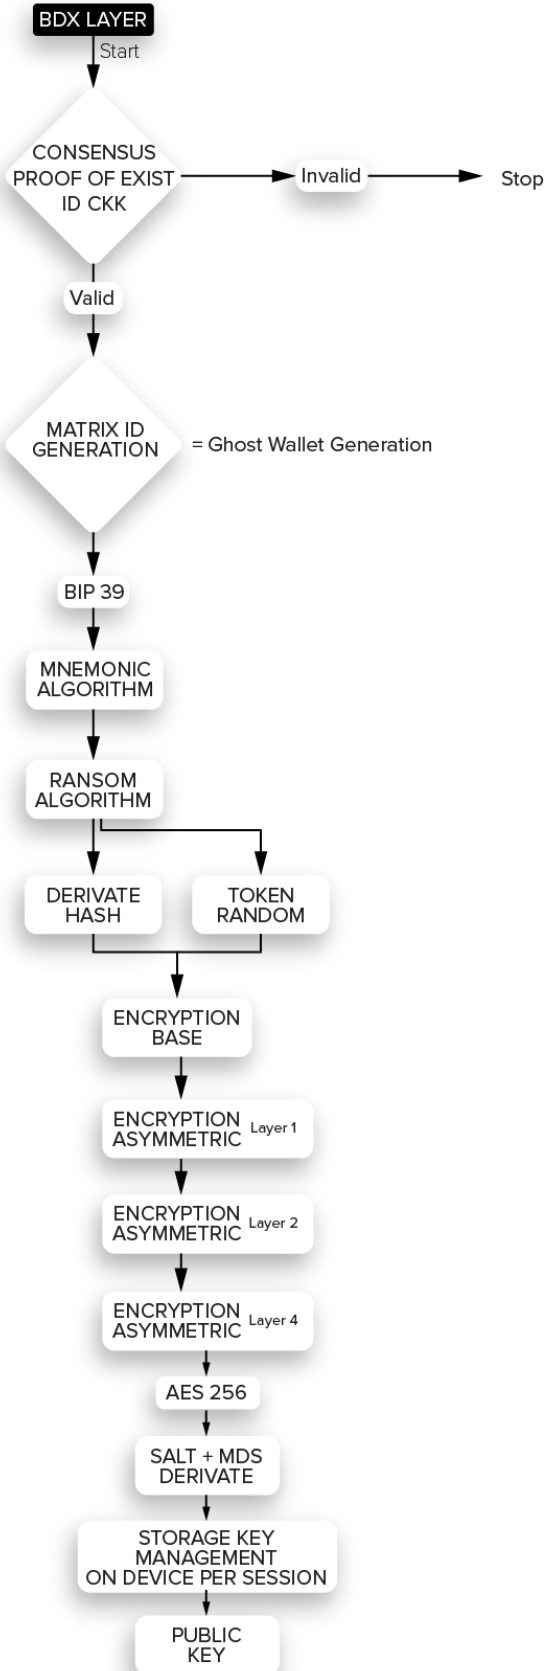 BDX LAYER
Start
CONSENSUS
PROOF OF EXIST
ID CKK
Invalid
Stop
Valid
MATRIX ID
GENERATION
= Ghost Wallet Generation
BIP 39
MNEMONIC
ALGORITHM
RANSOM
ALGORITHM
DERIVATE
HASH
TOKEN
RANDOM
ENCRYPTION
BASE
ENCRYPTION
ASYMMETRIC Layer 1
ENCRYPTION
ASYMMETRIC Layer 2
ENCRYPTION
ASYMMETRIC Layer 4
AES 256
SALT + MDS
DERIVATE
STORAGE KEY
MANAGEMENT
ON DEVICE PER SESSION
PUBLIC
KEY